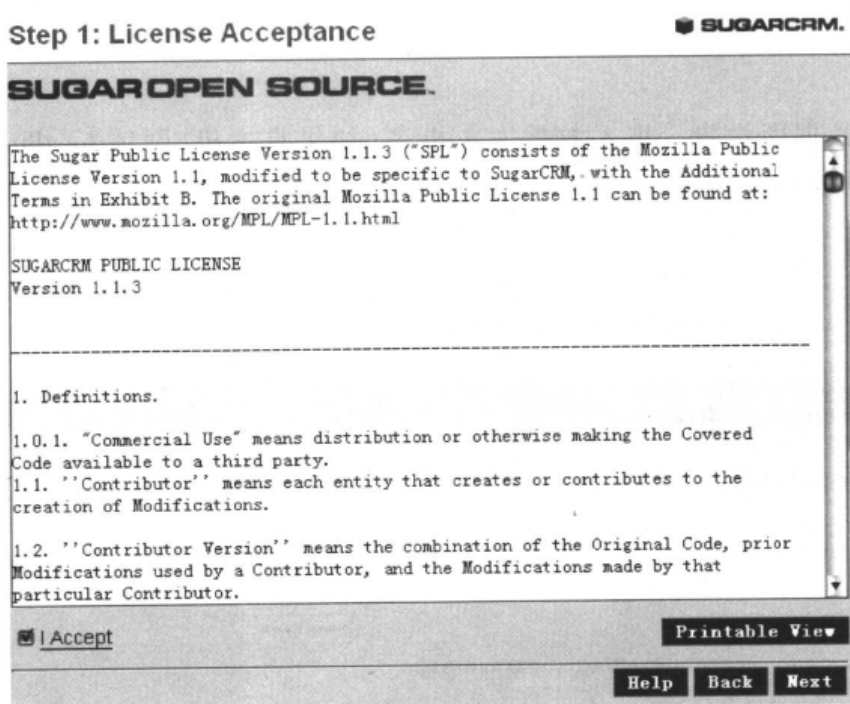 Step 1: License Acceptance
SUGARCRM.
SUGAR OPEN SOURCE.
The Sugar Public License Version 1.1.3 ("SPL") consists of the Mozilla Public
License Version 1.1, modified to be specific to SugarCRM, with the Additional
Terms in Exhibit B. The original Mozilla Public License 1.1 can be found at:
http://www.mozilla.org/MPL/MPL-1.1.html
SUGARCRM PUBLIC LICENSE
Version 1.1.3
--------------------------------------------------------------------------------
1. Definitions.
1.0.1. "Commercial Use" means distribution or otherwise making the Covered
Code available to a third party.
1.1. ''Contributor'' means each entity that creates or contributes to the
creation of Modifications.
1.2. ''Contributor Version'' means the combination of the Original Code, prior
Modifications used by a Contributor, and the Modifications made by that
particular Contributor.
I Accept
Printable View
Help Back Next